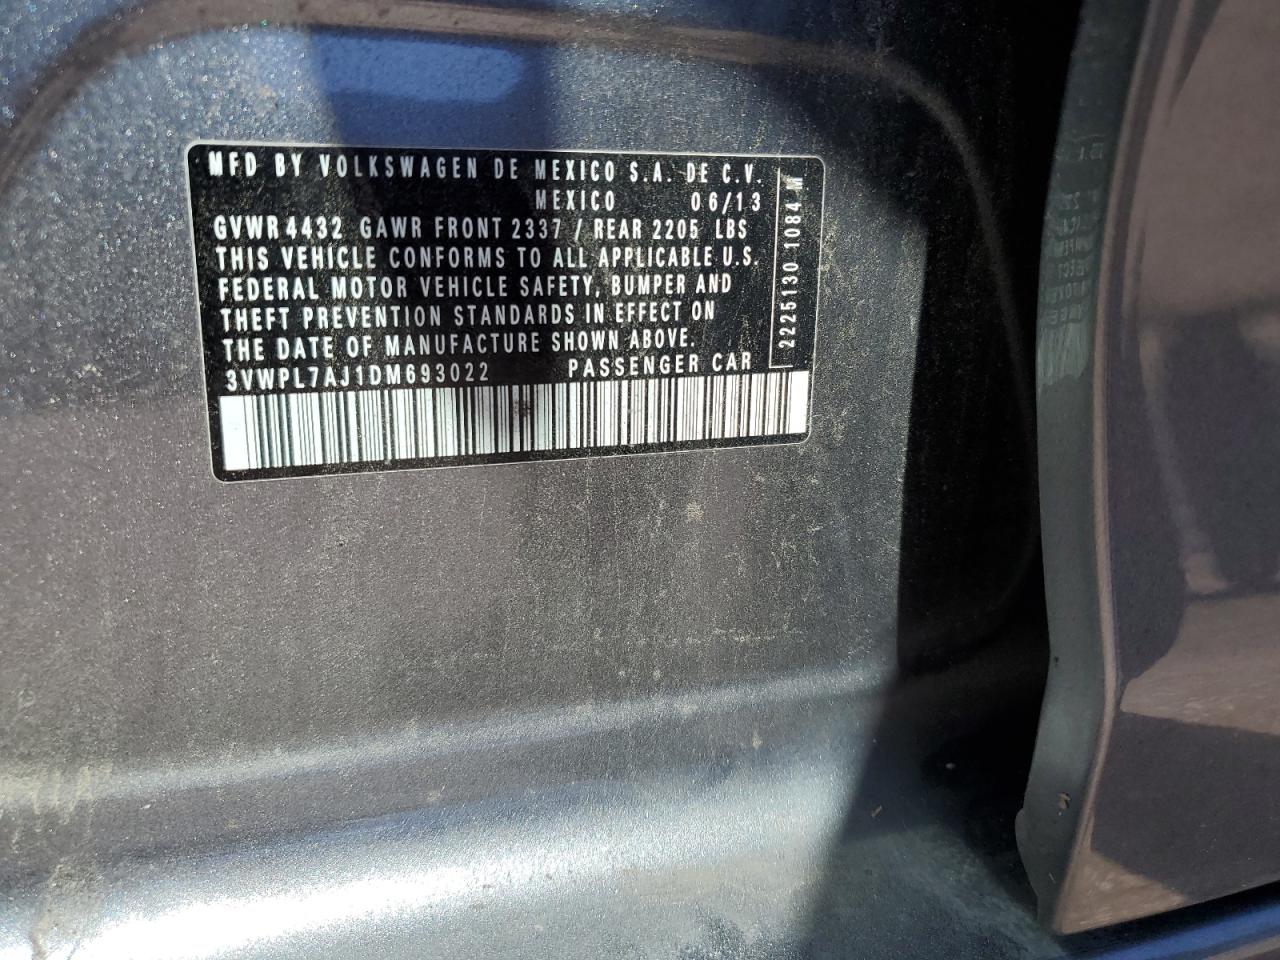 MFD BY VOLKSWAGEN DE MEXICO S.A. DE C.V.
MEXICO 06/13
GVWR 4432 GAWR FRONT 2337 / REAR 2205 LBS
THIS VEHICLE CONFORMS TO ALL APPLICABLE U.S.
FEDERAL MOTOR VEHICLE SAFETY, BUMPER AND
THEFT PREVENTION STANDARDS IN EFFECT ON
THE DATE OF MANUFACTURE SHOWN ABOVE.
3VWPL7AJ1DM693022 PASSENGER CAR
2225130 1084 M